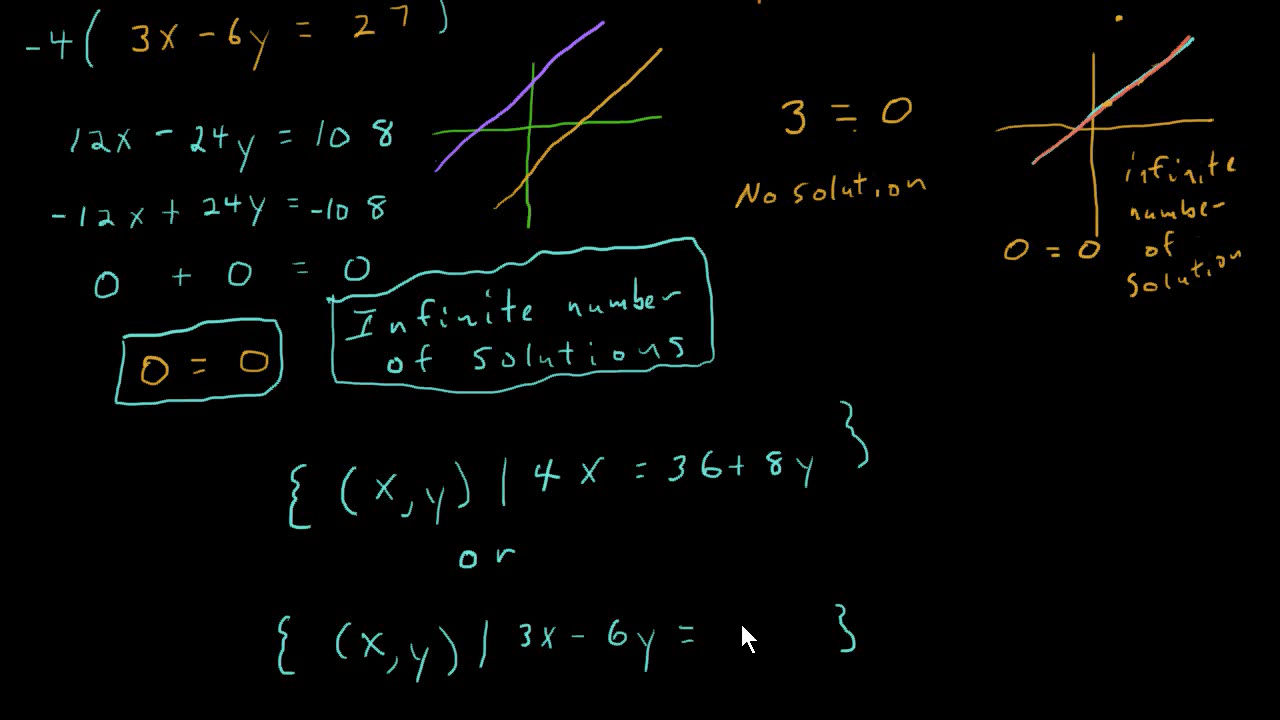 -4( 3x - 6y = 27 )
12x - 24y = 108
-12x + 24y = -108
0 + 0 = 0
0 = 0
Infinite number
of solutions
3 = 0
No solution
infinite
number
of
solution
0 = 0
{ (x,y) | 4x = 36 + 8y }
or
{ (x,y) | 3x - 6y = }